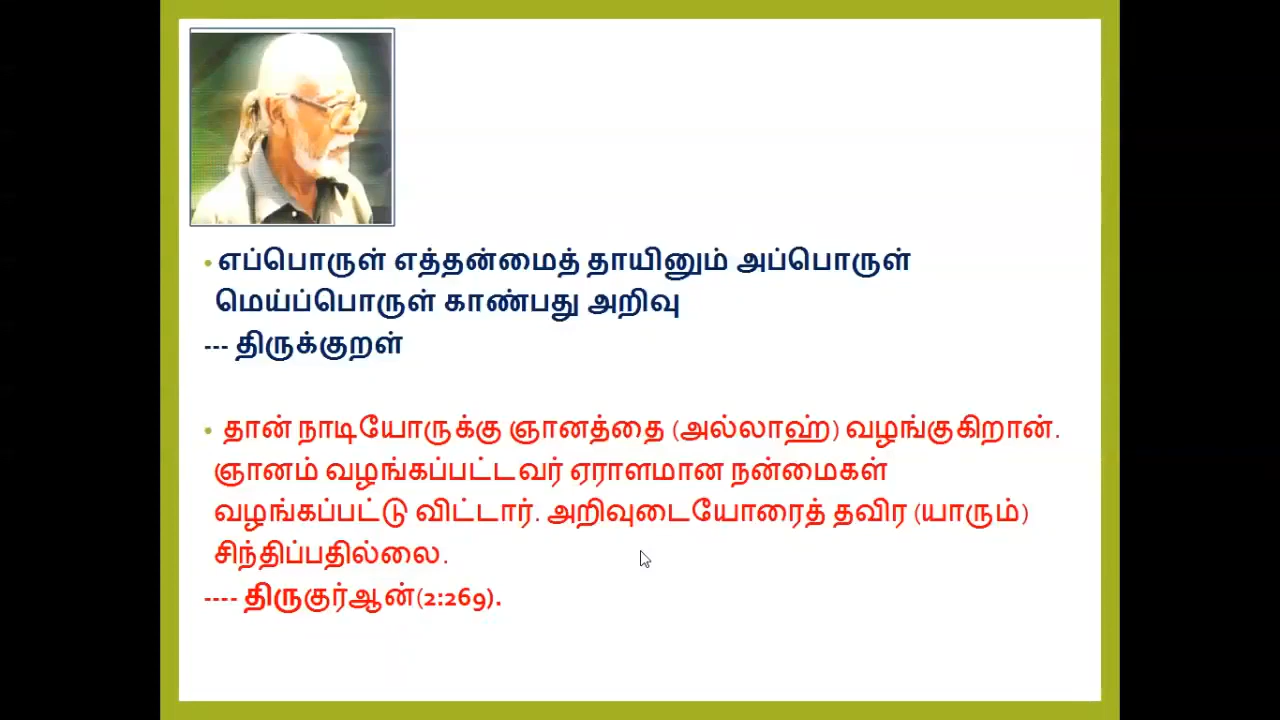 • எப்பொருள் எத்தன்மைத் தாயினும் அப்பொருள்
மெய்ப்பொருள் காண்பது அறிவு
--- திருக்குறள்
• தான் நாடியோருக்கு ஞானத்தை (அல்லாஹ்) வழங்குகிறான்.
ஞானம் வழங்கப்பட்டவர் ஏராளமான நன்மைகள்
வழங்கப்பட்டு விட்டார். அறிவுடையோரைத் தவிர (யாரும்)
சிந்திப்பதில்லை.
---- திருகுர்ஆன்(2:269).